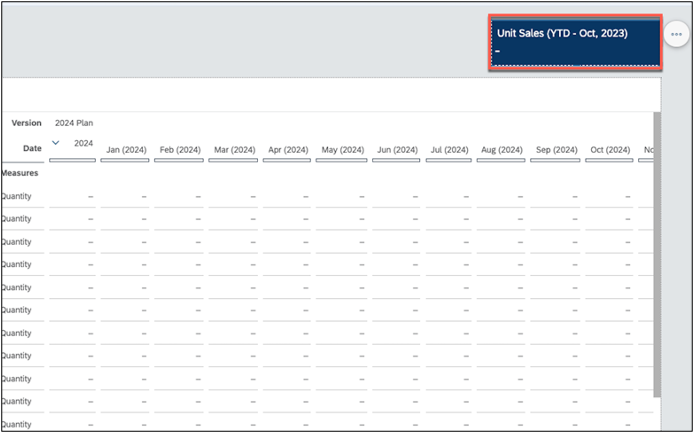 Unit Sales (YTD - Oct, 2023)
–
Version 2024 Plan
Date 2024 Jan (2024) Feb (2024) Mar (2024) Apr (2024) May (2024) Jun (2024) Jul (2024) Aug (2024) Sep (2024) Oct (2024) No
Measures
Quantity – – – – – – – – – – –
Quantity – – – – – – – – – – –
Quantity – – – – – – – – – – –
Quantity – – – – – – – – – – –
Quantity – – – – – – – – – – –
Quantity – – – – – – – – – – –
Quantity – – – – – – – – – – –
Quantity – – – – – – – – – – –
Quantity – – – – – – – – – – –
Quantity – – – – – – – – – – –
Quantity – – – – – – – – – – –